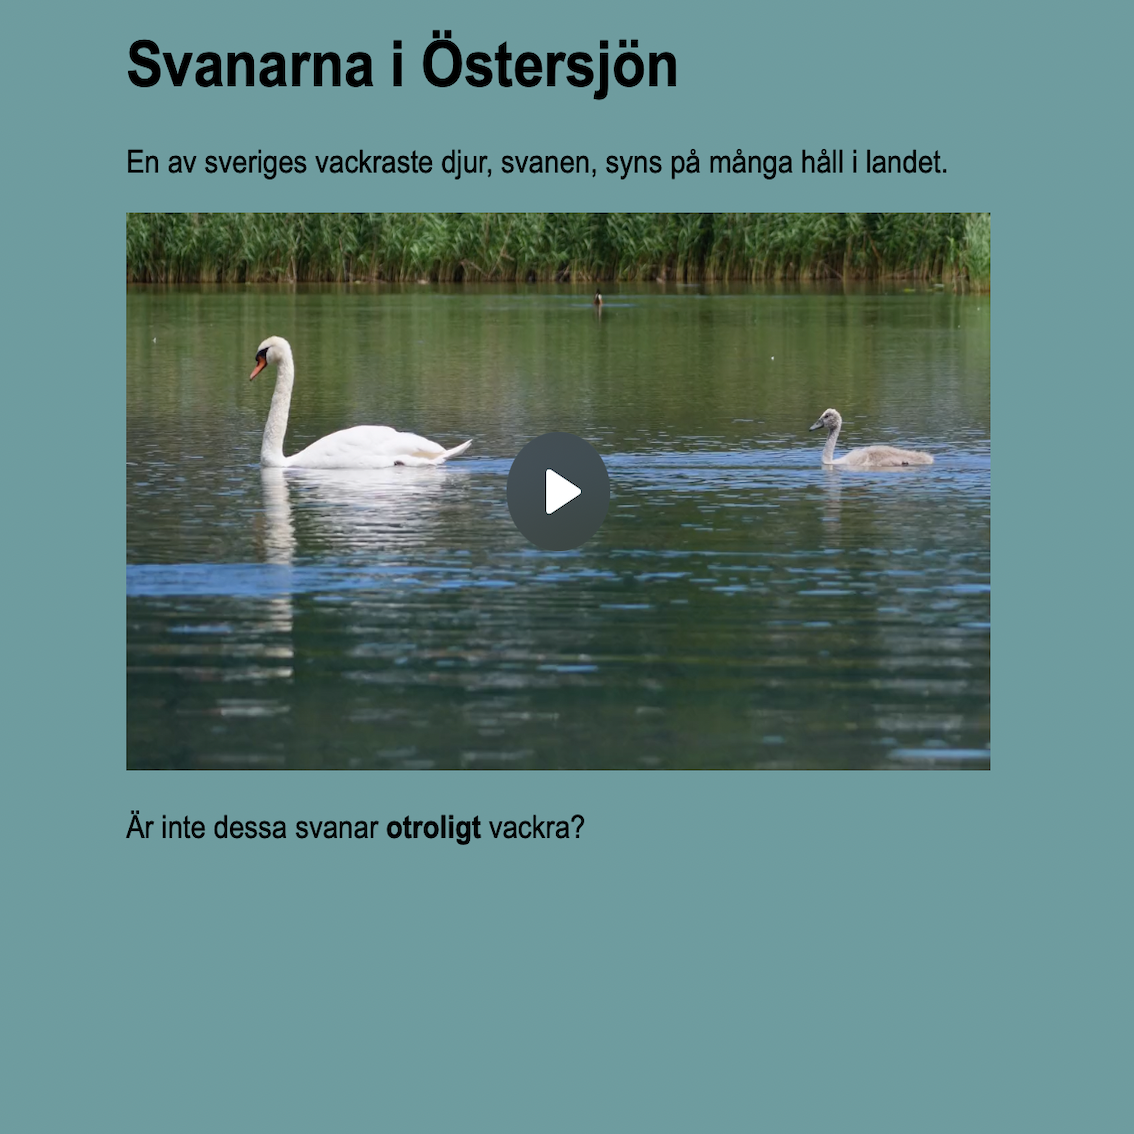 Svanarna i Östersjön
En av sveriges vackraste djur, svanen, syns på många håll i landet.
Är inte dessa svanar otroligt vackra?